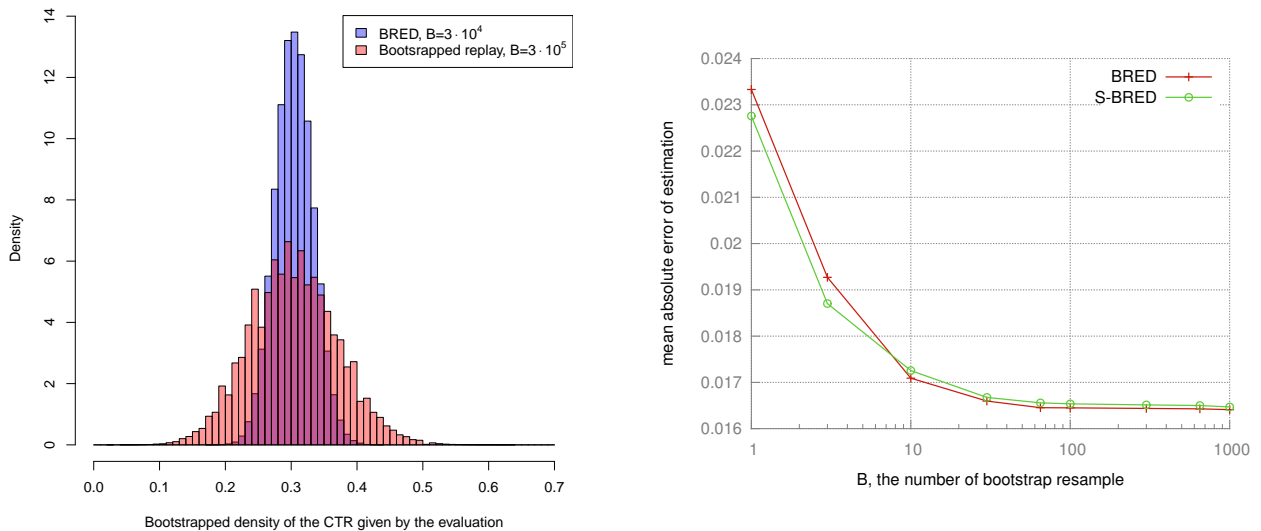 14
12
10
8
6
4
2
0
Density
BRED, B=3 · 10^4
Bootsrapped replay, B=3 · 10^5
0.0 0.1 0.2 0.3 0.4 0.5 0.6 0.7
Bootstrapped density of the CTR given by the evaluation
0.024
0.023
0.022
0.021
0.02
0.019
0.018
0.017
0.016
mean absolute error of estimation
BRED
S-BRED
1 10 100 1000
B, the number of bootstrap resample